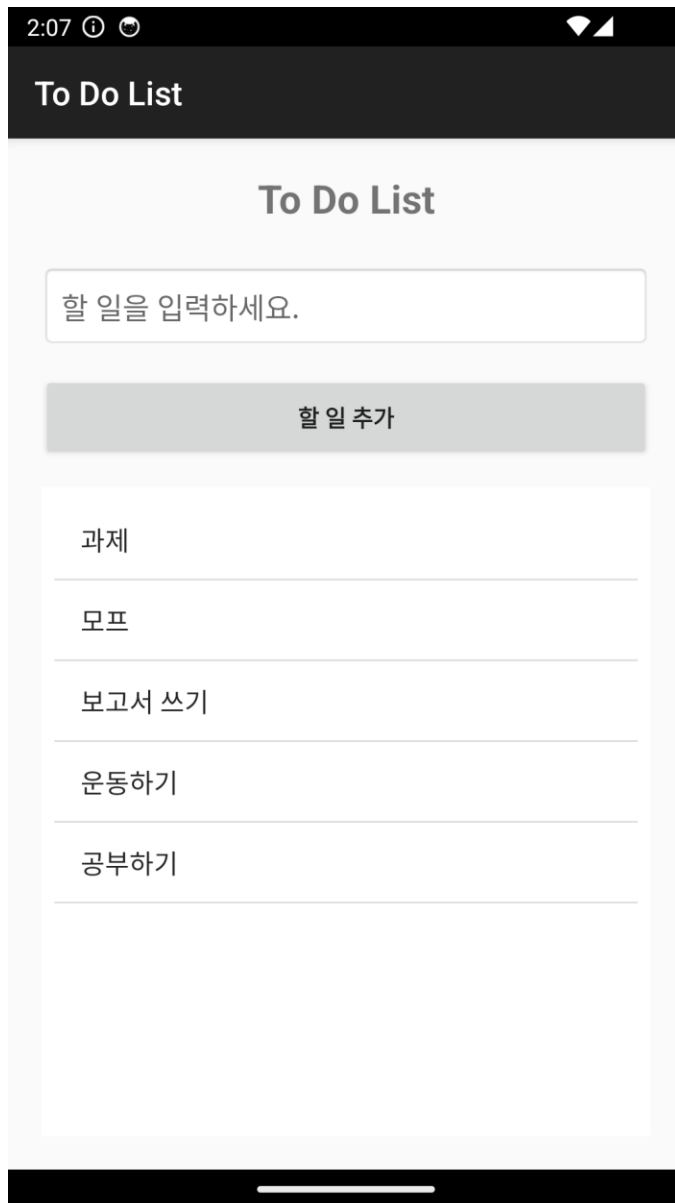 2:07
To Do List
To Do List
할 일을 입력하세요.
할 일 추가
과제
모프
보고서 쓰기
운동하기
공부하기